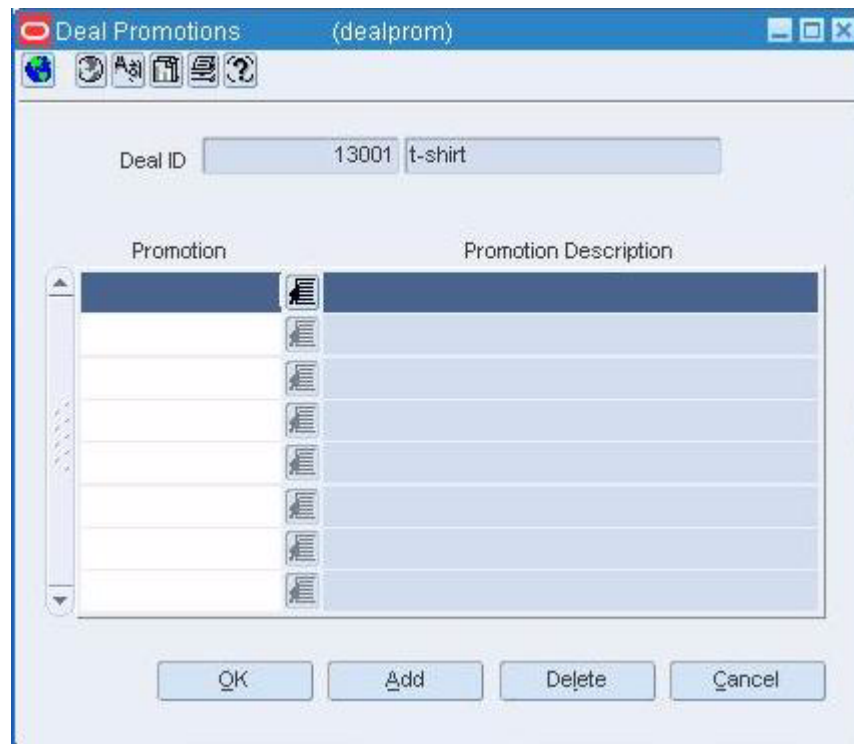 Deal Promotions (dealprom)
Deal ID 13001 t-shirt
Promotion Promotion Description
OK Add Delete Cancel